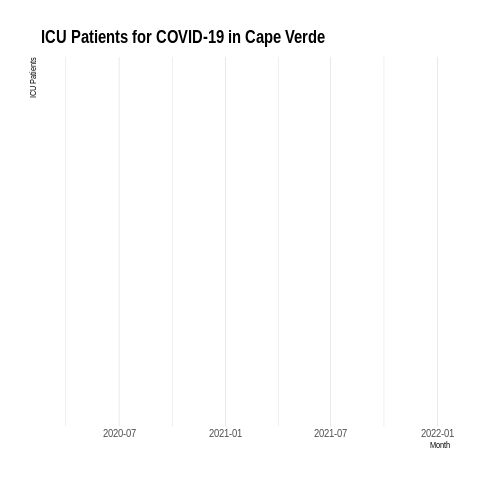 ICU Patients for COVID-19 in Cape Verde
ICU Patients
2020-07 2021-01 2021-07 2022-01
Month